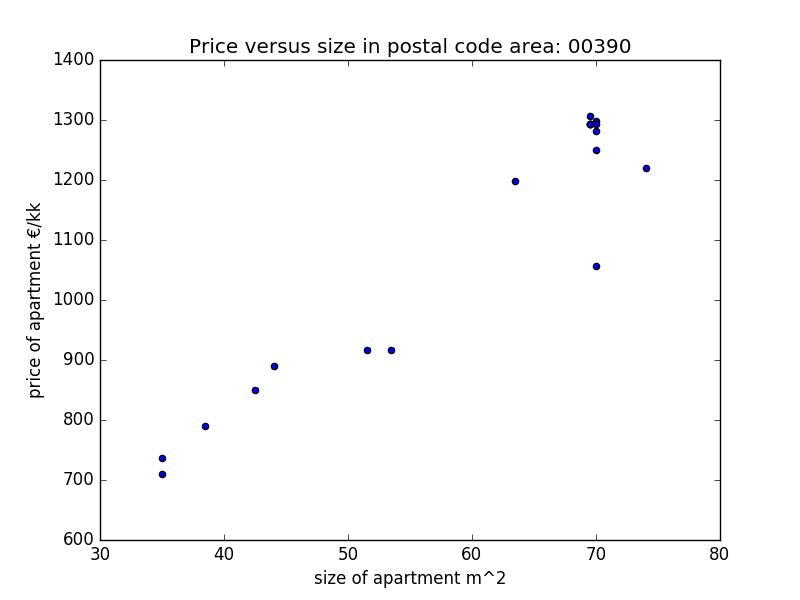 Price versus size in postal code area: 00390
1400
1300
1200
1100
1000
900
800
700
600
price of apartment €/kk
30 40 50 60 70 80
size of apartment m^2